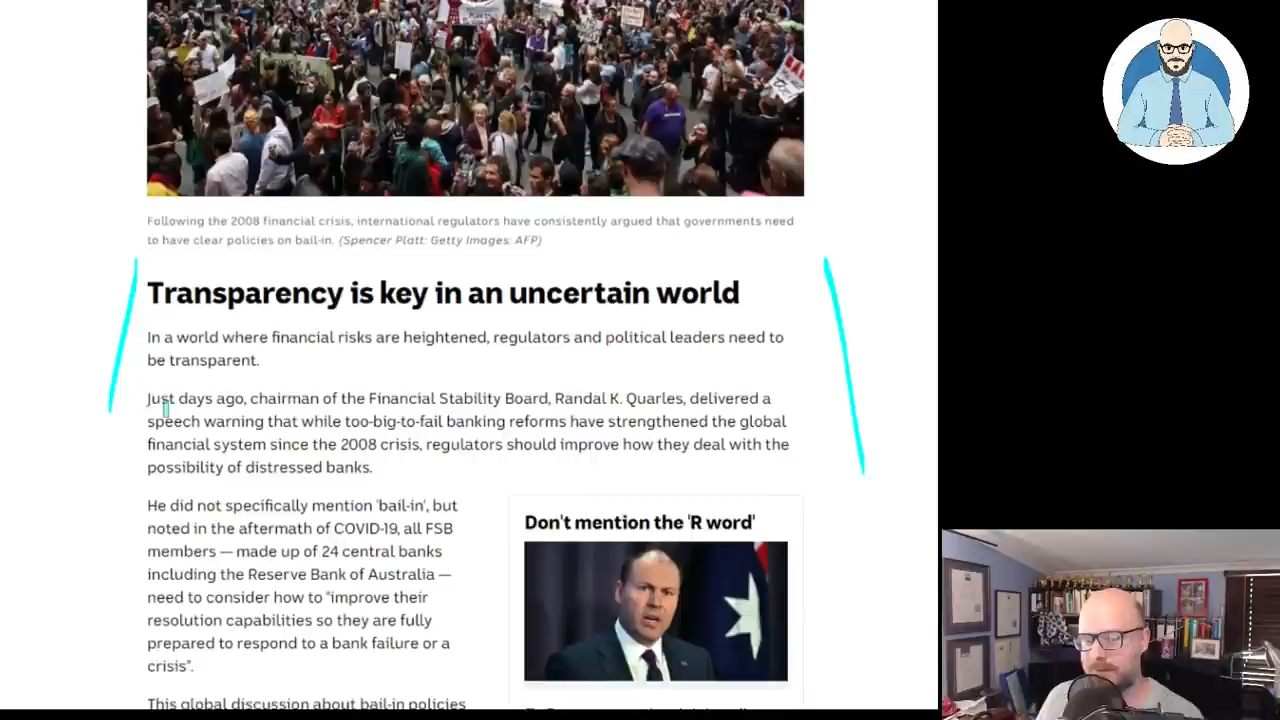 Following the 2008 financial crisis, international regulators have consistently argued that governments need
to have clear policies on bail-in. (Spencer Platt: Getty Images: AFP)
Transparency is key in an uncertain world
In a world where financial risks are heightened, regulators and political leaders need to
be transparent.
Just days ago, chairman of the Financial Stability Board, Randal K. Quarles, delivered a
speech warning that while too-big-to-fail banking reforms have strengthened the global
financial system since the 2008 crisis, regulators should improve how they deal with the
possibility of distressed banks.
He did not specifically mention 'bail-in', but
noted in the aftermath of COVID-19, all FSB
members — made up of 24 central banks
including the Reserve Bank of Australia —
need to consider how to "improve their
resolution capabilities so they are fully
prepared to respond to a bank failure or a
crisis".
This global discussion about bail-in policies
Don't mention the 'R word'